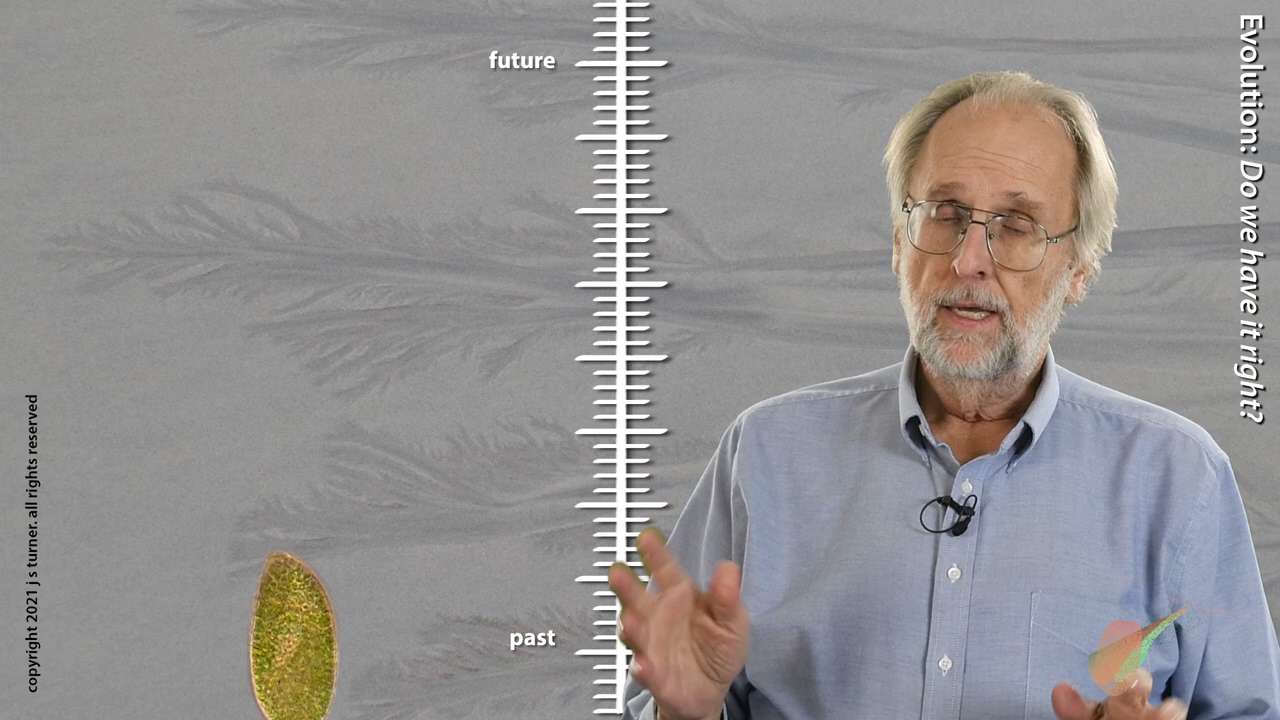 future
past
Evolution: Do we have it right?
copyright 2021 j s turner. all rights reserved